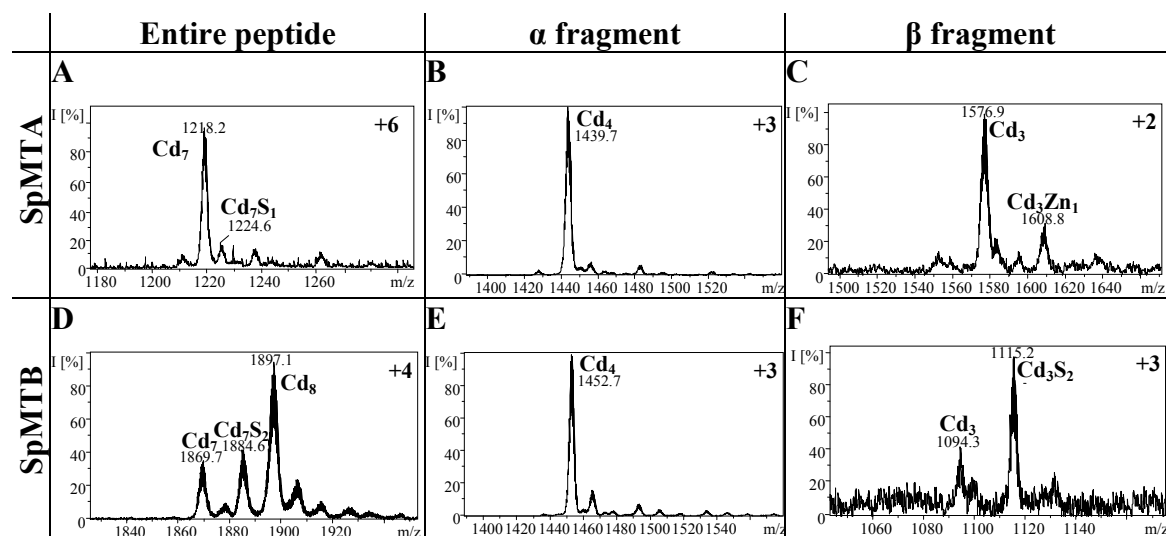 Entire peptide
α fragment
β fragment
SpMTA
A
I [%]
80
60
40
20
0
1218.2
Cd₇
Cd₇S₁
1224.6
+6
1180 1200 1220 1240 1260 m/z
B
I [%]
80
60
40
20
0
Cd₄
1439.7
+3
1400 1420 1440 1460 1480 1500 1520 m/z
C
I [%]
80
60
40
20
0
1576.9
Cd₃
Cd₃Zn₁
1608.8
+2
1500 1520 1540 1560 1580 1600 1620 1640 m/z
SpMTB
D
I [%]
80
60
40
20
0
1897.1
Cd₈
Cd₇
1869.7
Cd₇S₂
1884.6
+4
1840 1860 1880 1900 1920 m/z
E
I [%]
80
60
40
20
0
Cd₄
1452.7
+3
1400 1420 1440 1460 1480 1500 1520 1540 m/z
F
I [%]
80
60
40
20
0
1115.2
Cd₃S₂
Cd₃
1094.3
+3
1060 1080 1100 1120 1140 m/z